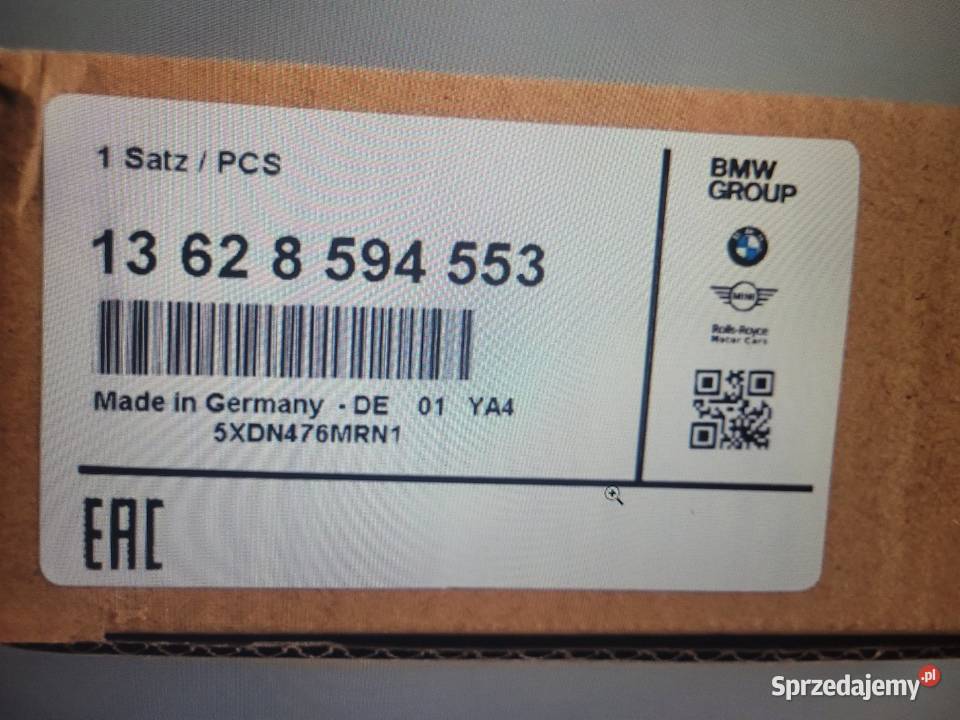 1 Satz / PCS
13 62 8 594 553
Made in Germany - DE 01 YA4
5XDN476MRN1
EAC
BMW
GROUP
MINI
Rolls-Royce
Motor Cars
Sprzedajemy.pl